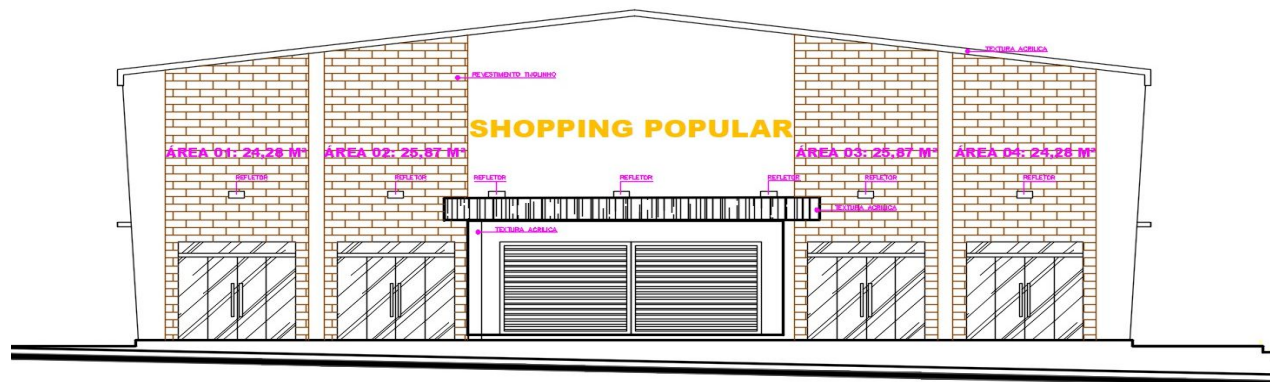 TEXTURA ACRILICA
REVESTIMENTO TIJOLINHO
SHOPPING POPULAR
ÁREA 01: 24,28 M²
ÁREA 02: 25,87 M²
ÁREA 03: 25,87 M²
ÁREA 04: 24,28 M²
REFLETOR
REFLETOR
REFLETOR
REFLETOR
REFLETOR
REFLETOR
REFLETOR
TEXTURA ACRILICA
TEXTURA ACRILICA